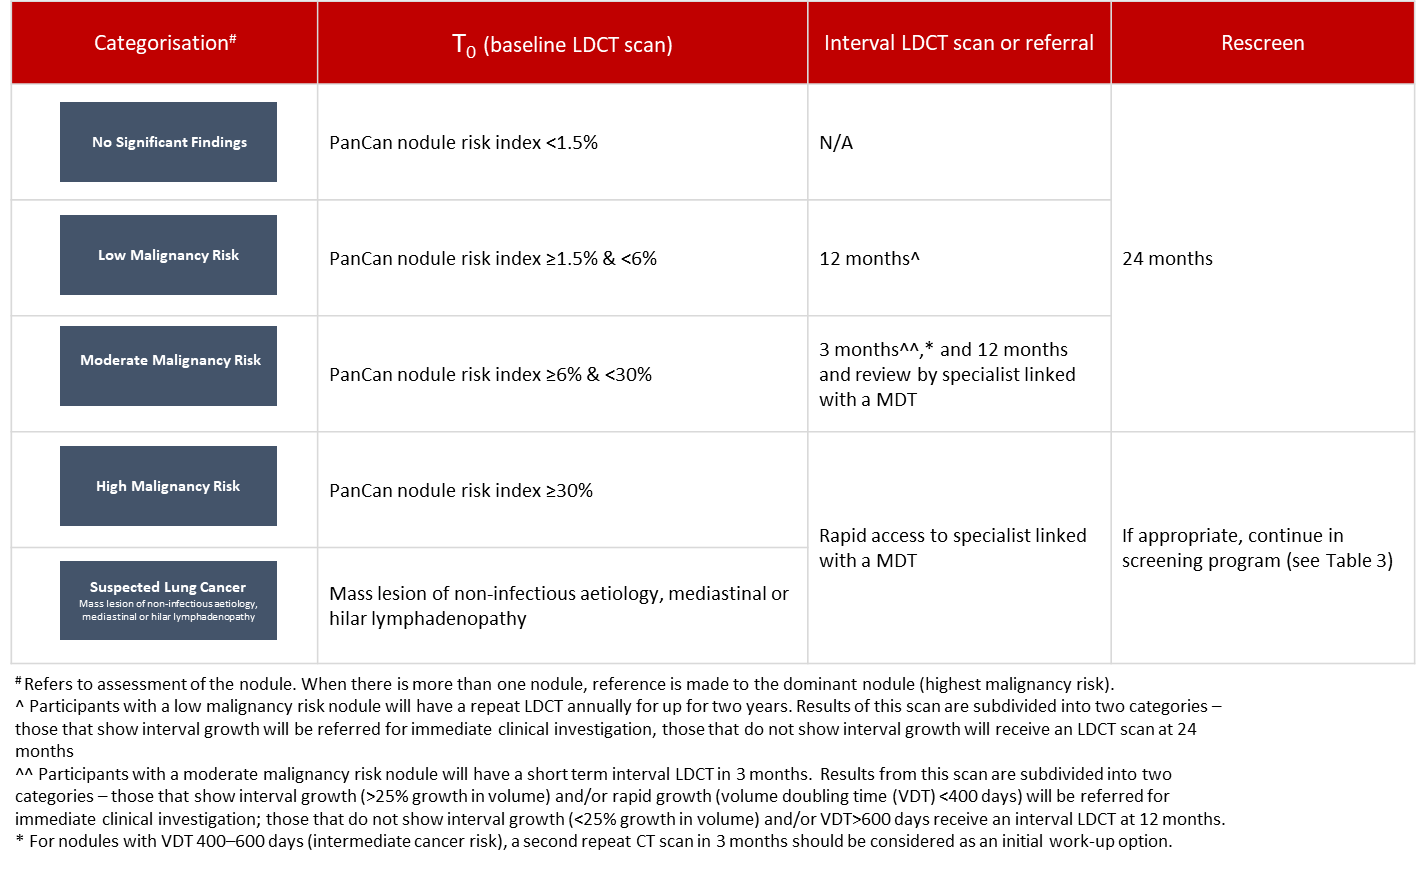 Categorisation#
T0 (baseline LDCT scan)
Interval LDCT scan or referral
Rescreen
No Significant Findings
PanCan nodule risk index <1.5%
N/A
Low Malignancy Risk
PanCan nodule risk index ≥1.5% & <6%
12 months^
24 months
Moderate Malignancy Risk
PanCan nodule risk index ≥6% & <30%
3 months^^,* and 12 months
and review by specialist linked
with a MDT
High Malignancy Risk
PanCan nodule risk index ≥30%
Rapid access to specialist linked
with a MDT
If appropriate, continue in
screening program (see Table 3)
Suspected Lung Cancer
Mass lesion of non-infectious aetiology,
mediastinal or hilar lymphadenopathy
Mass lesion of non-infectious aetiology, mediastinal or
hilar lymphadenopathy
# Refers to assessment of the nodule. When there is more than one nodule, reference is made to the dominant nodule (highest malignancy risk).
^ Participants with a low malignancy risk nodule will have a repeat LDCT annually for up for two years. Results of this scan are subdivided into two categories –
those that show interval growth will be referred for immediate clinical investigation, those that do not show interval growth will receive an LDCT scan at 24
months
^^ Participants with a moderate malignancy risk nodule will have a short term interval LDCT in 3 months. Results from this scan are subdivided into two
categories – those that show interval growth (>25% growth in volume) and/or rapid growth (volume doubling time (VDT) <400 days) will be referred for
immediate clinical investigation; those that do not show interval growth (<25% growth in volume) and/or VDT>600 days receive an interval LDCT at 12 months.
* For nodules with VDT 400–600 days (intermediate cancer risk), a second repeat CT scan in 3 months should be considered as an initial work-up option.